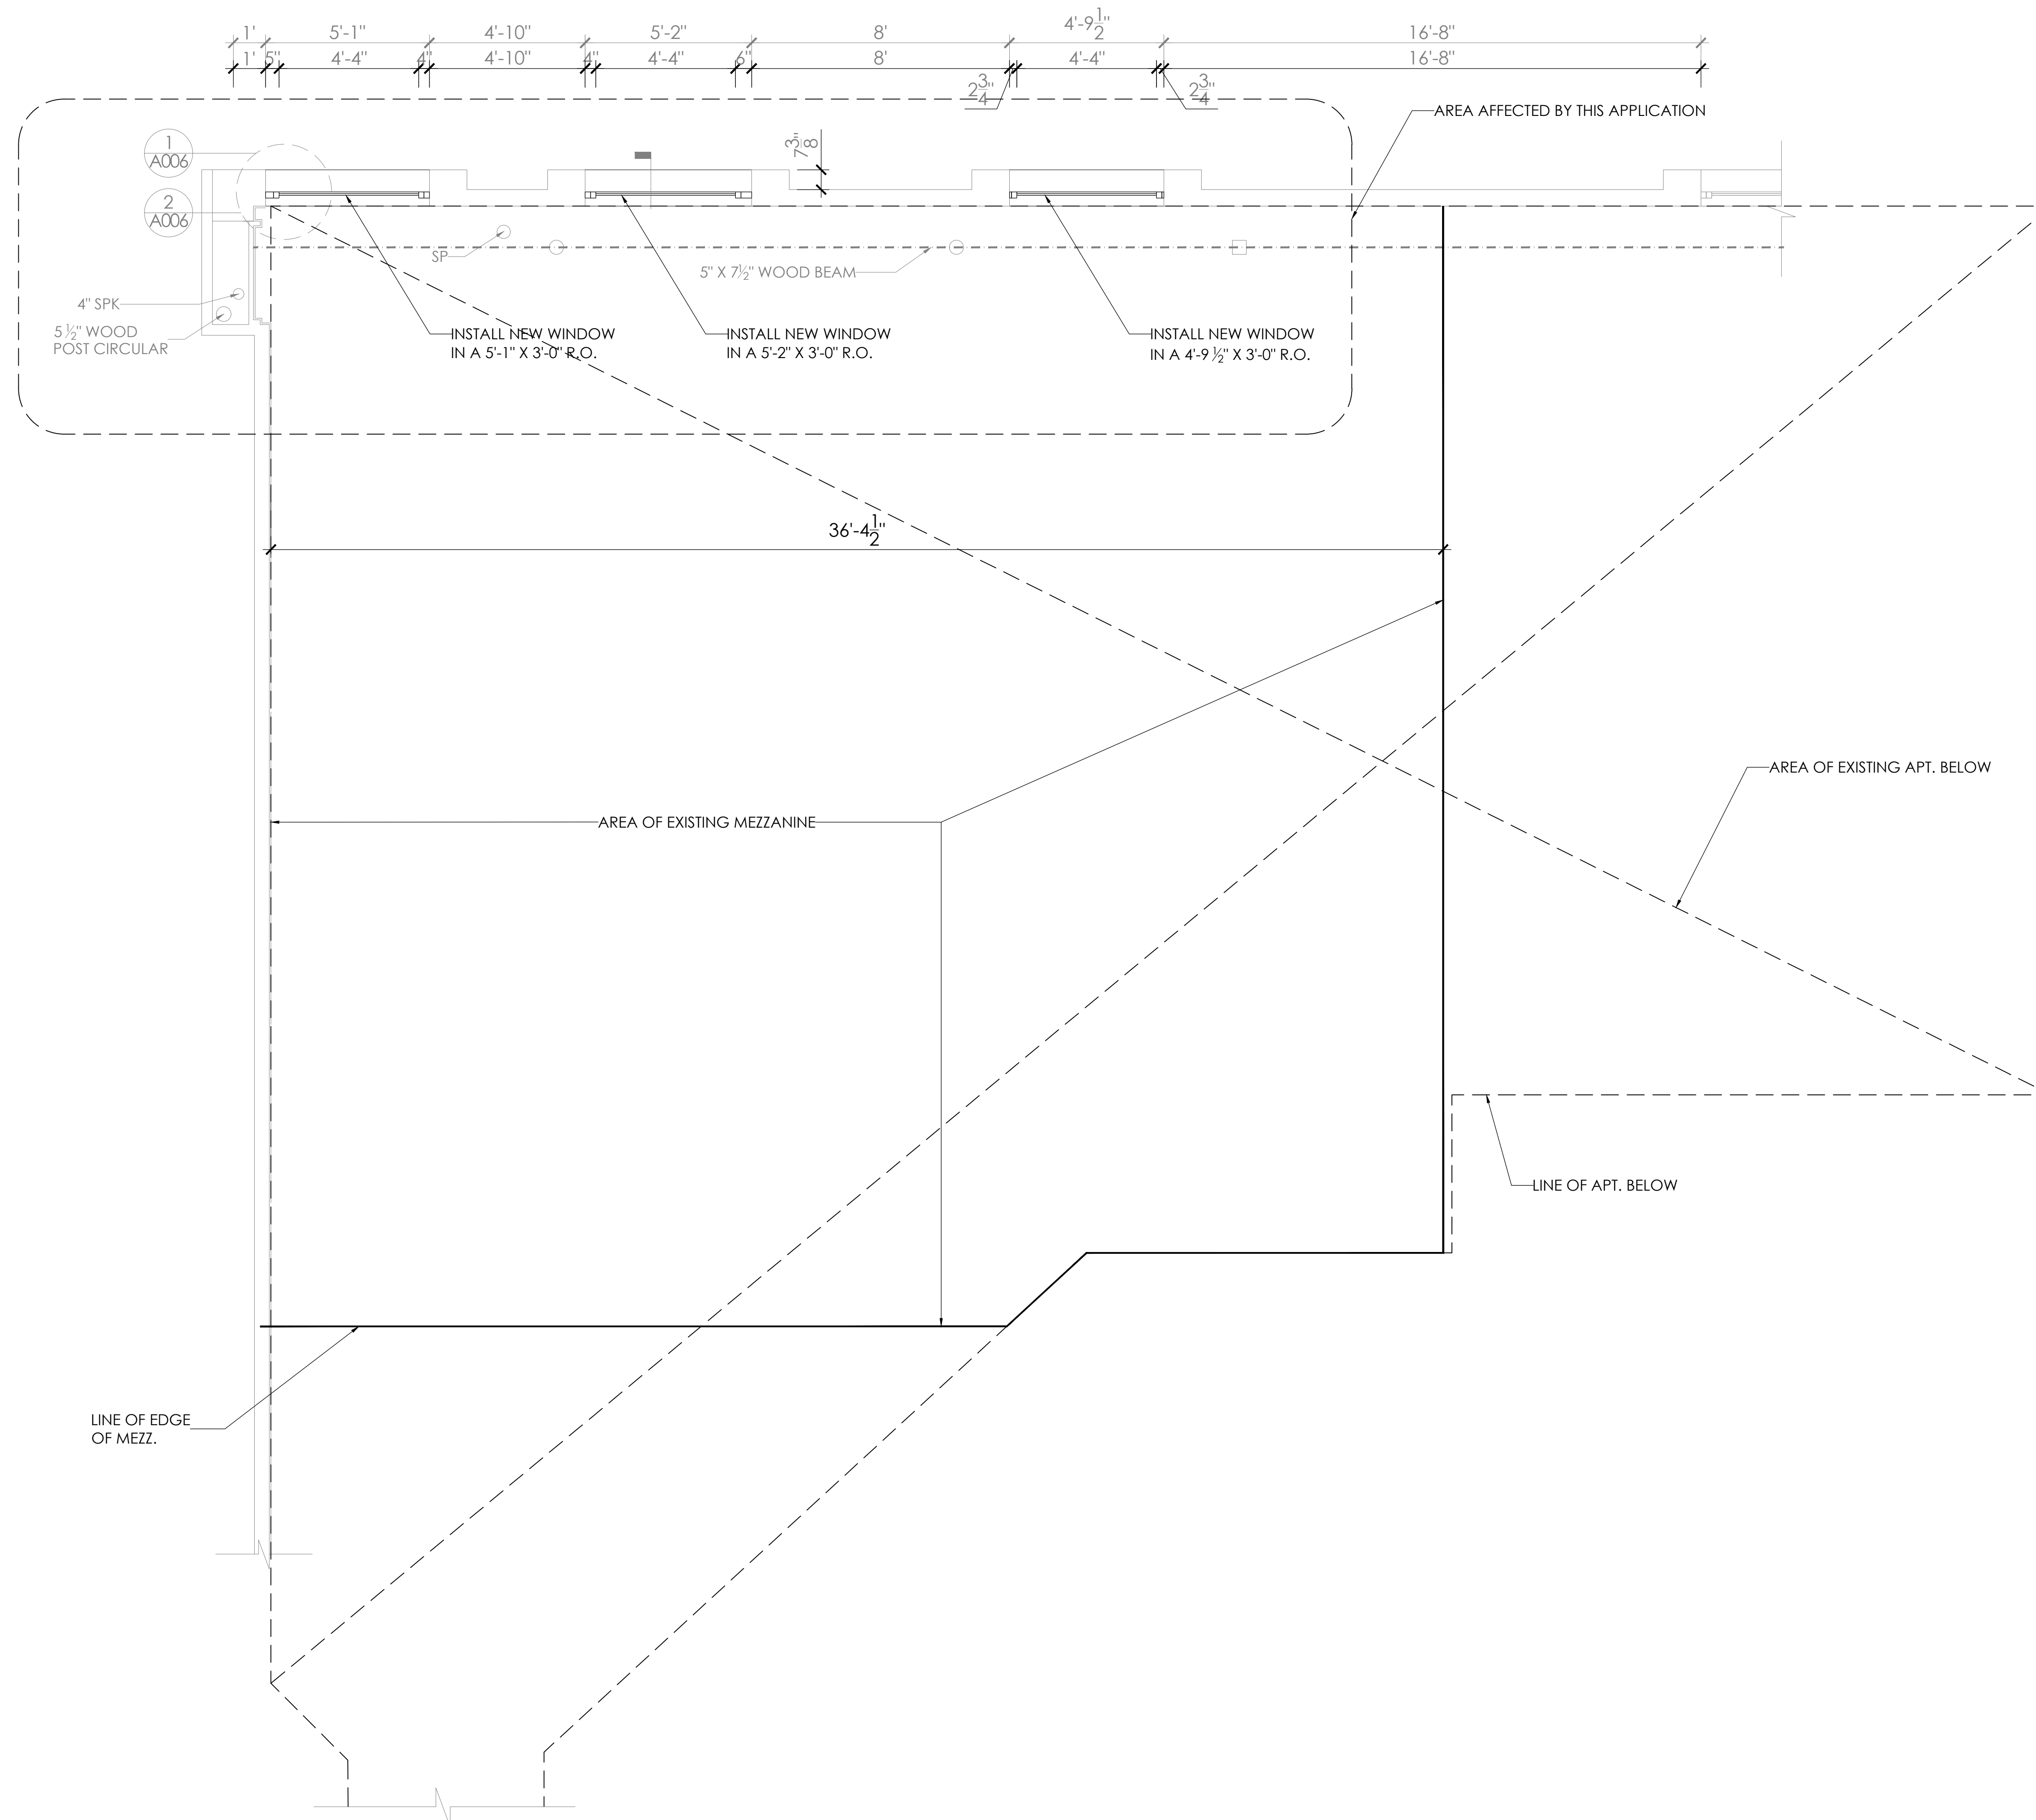 1' 5'-1" 4'-10" 5'-2" 8' 4'-9 1/2" 16'-8"
1' 5" 4'-4" 4" 4'-10" 4" 4'-4" 6" 8' 4'-4" 16'-8"
2 3/4" 2 3/4"
AREA AFFECTED BY THIS APPLICATION
1
A006
7 3/8"
2
A006
SP
5" X 7 1/2" WOOD BEAM
4" SPK
5 1/2" WOOD
POST CIRCULAR
INSTALL NEW WINDOW
IN A 5'-1" X 3'-0" R.O.
INSTALL NEW WINDOW
IN A 5'-2" X 3'-0" R.O.
INSTALL NEW WINDOW
IN A 4'-9 1/2" X 3'-0" R.O.
36'-4 1/2"
AREA OF EXISTING APT. BELOW
AREA OF EXISTING MEZZANINE
LINE OF APT. BELOW
LINE OF EDGE
OF MEZZ.